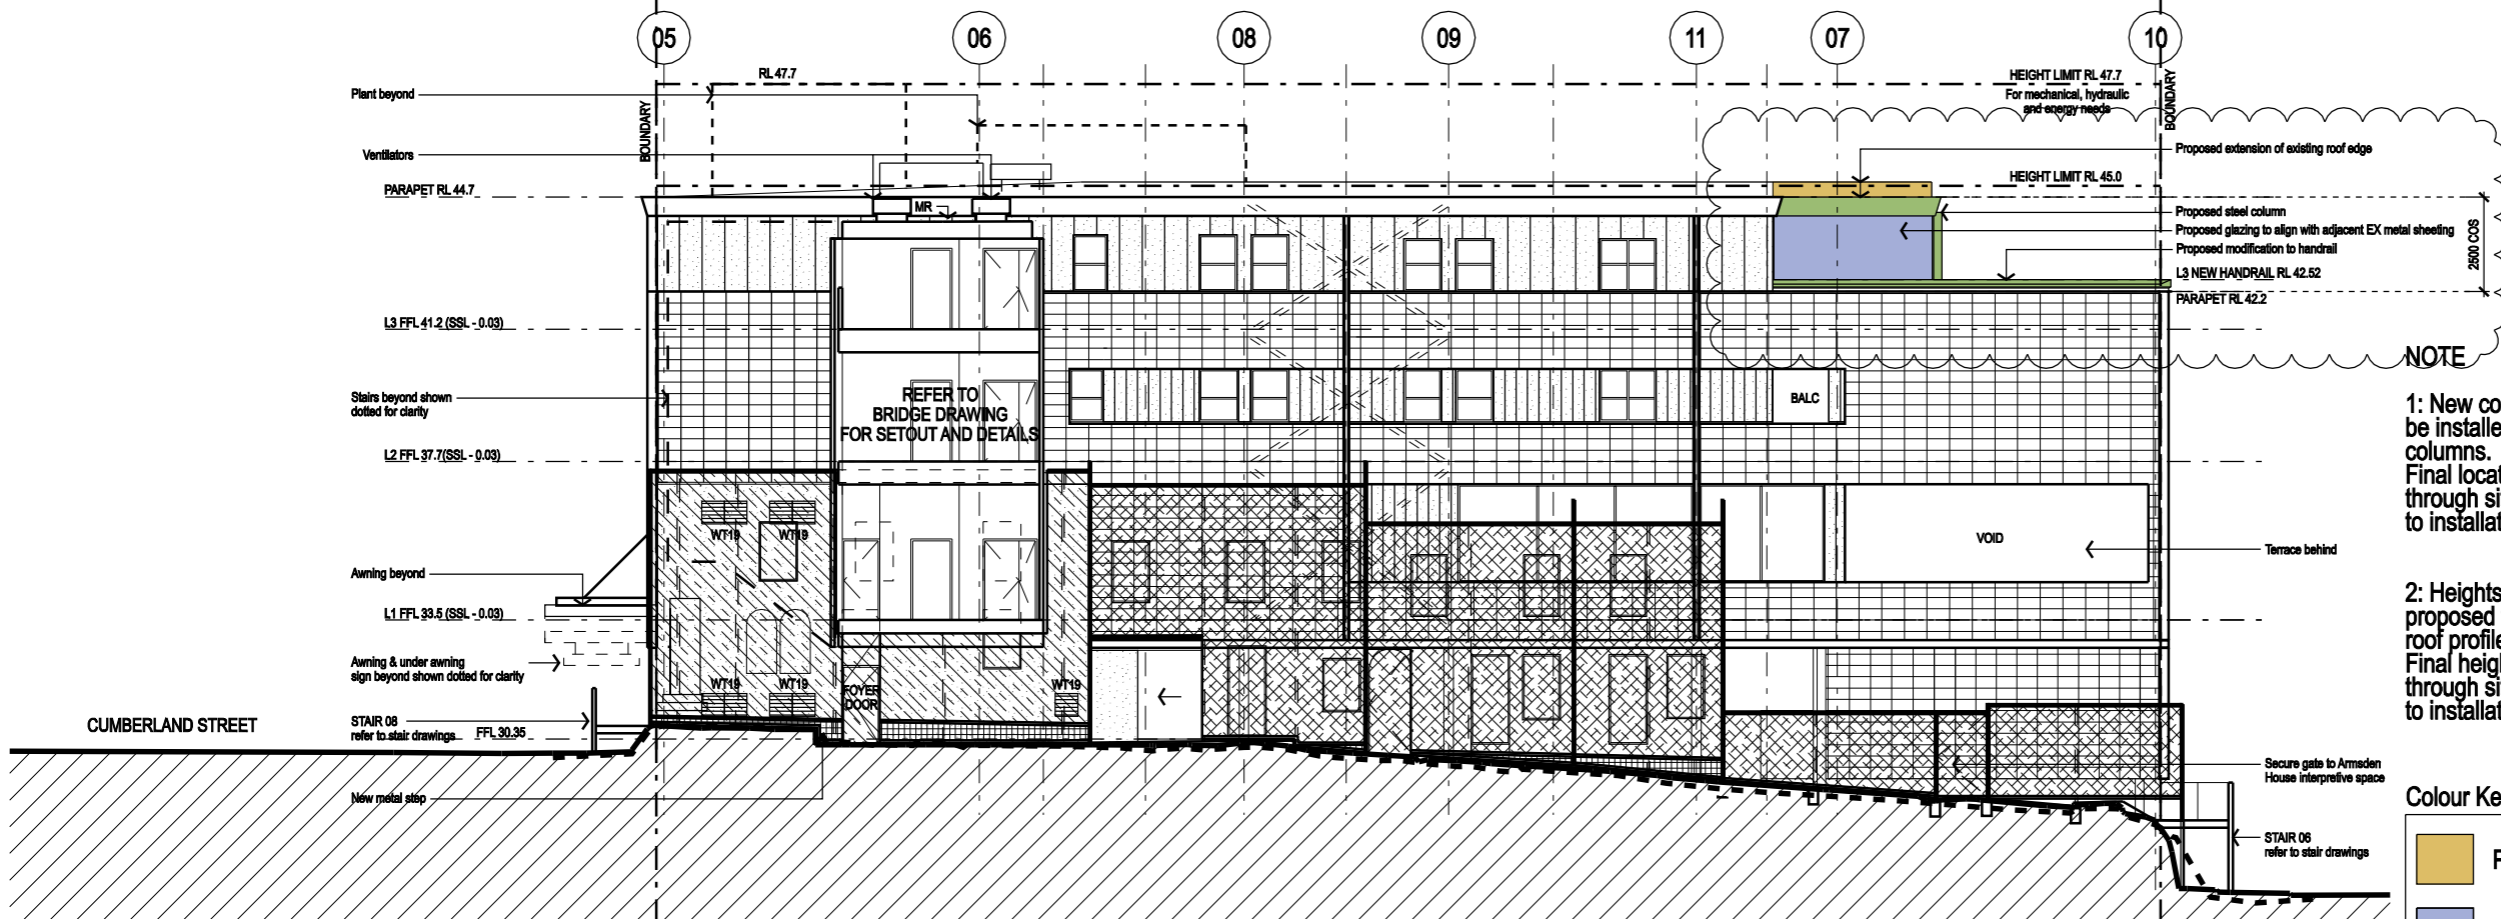 05
06
08
09
11
07
10
RL 47.7
HEIGHT LIMIT RL 47.7
For mechanical, hydraulic
and energy needs
Plant beyond
BOUNDARY
BOUNDARY
Ventilators
Proposed extension of existing roof edge
PARAPET RL 44.7
HEIGHT LIMIT RL 45.0
MR
Proposed steel column
Proposed glazing to align with adjacent EX metal sheeting
Proposed modification to handrail
2500 COS
L3 NEW HANDRAIL RL 42.52
PARAPET RL 42.2
L3 FFL 41.2 (SSL - 0.03)
NOTE
Stairs beyond shown
dotted for clarity
REFER TO
BRIDGE DRAWING
FOR SETOUT AND DETAILS
BALC
1: New co
be installe
columns.
Final locat
through si
to installat
L2 FFL 37.7(SSL - 0.03)
WT19
WT19
VOID
Terrace behind
Awning beyond
L1 FFL 33.5 (SSL - 0.03)
2: Heights
proposed
roof profile
Final heigh
through si
to installat
Awning & under awning
sign beyond shown dotted for clarity
WT19
WT19
FOYER
DOOR
WT19
CUMBERLAND STREET
STAIR 08
refer to stair drawings
FFL 30.35
Secure gate to Armsden
House interpretive space
New metal step
Colour Ke
STAIR 06
refer to stair drawings